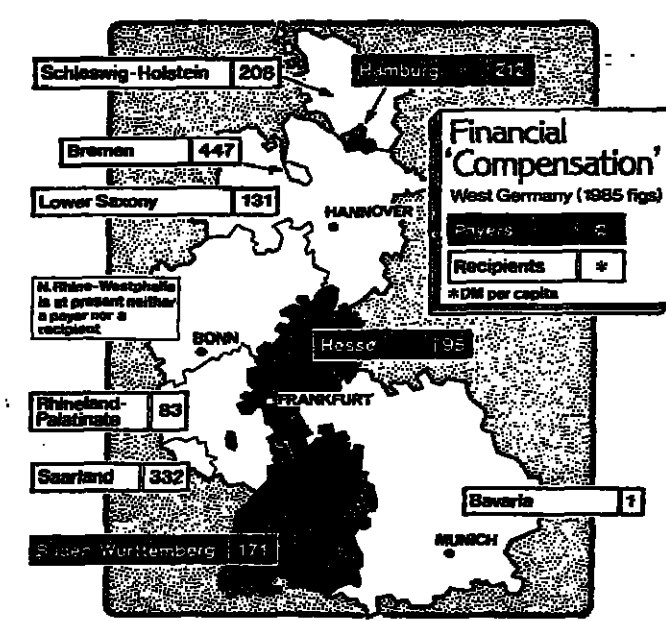 Schleswig-Holstein 208
Hamburg 212
Bremen 447
Lower Saxony 131
HANNOVER
Financial
'Compensation'
West Germany (1985 figs)
Payers
Recipients *
*DM per capita
N. Rhine-Westphalia
is at present neither
a payer nor a
recipient
BONN
Hesse 95
FRANKFURT
Rhineland-
Palatinate 83
Saarland 332
Bavaria 1
Baden Wurttemberg 171
MUNICH